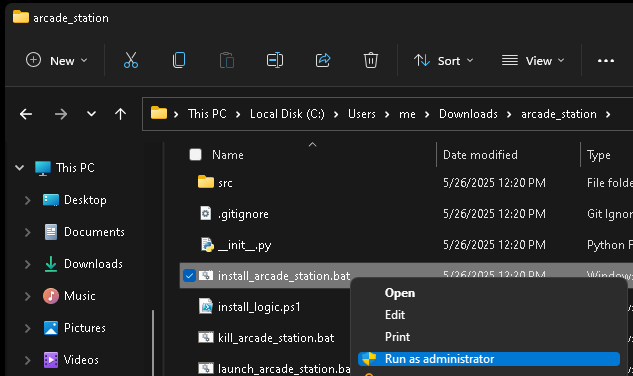 arcade_station
New Sort View
This PC Local Disk (C:) Users me Downloads arcade_station
Name Date modified Type
This PC
src 5/26/2025 12:20 PM File folde
Desktop
.gitignore 5/26/2025 12:20 PM Git Ignor
Documents
__init__.py 5/26/2025 12:20 PM Python F
Downloads
install_arcade_station.bat 5/26/2025 12:20 PM Windows
Music
install_logic.ps1
Open
Edit
Pictures
kill_arcade_station.bat
Print
Videos
launch_arcade_station.ba
Run as administrator